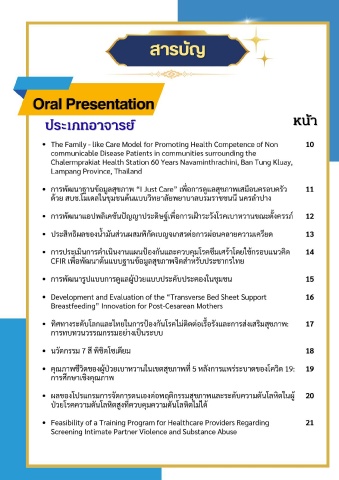 สารบัญ
Oral Presentation
ประเภทอาจารย์
หน้า
• The Family - like Care Model for Promoting Health Competence of Non 10
communicable Disease Patients in communities surrounding the
Chalermprakiat Health Station 60 Years Navaminthrachini, Ban Tung Kluay,
Lampang Province, Thailand
• การพัฒนาฐานข้อมูลสุขภาพ "I Just Care" เพื่อการดูแลสุขภาพเสมือนครอบครัว 11
ด้วย สบช.โมเดลในชุมชนต้นแบบวิทยาลัยพยาบาลบรมราชชนนี นครลำปาง
• การพัฒนาแอปพลิเคชันปัญญาประดิษฐ์เพื่อการเฝ้าระวังโรคเบาหวานขณะตั้งครรภ์ 12
• ประสิทธิผลของน้ำมันส่วนผสมพิกัดเบญจเกสรต่อการผ่อนคลายความเครียด 13
• การประเมินการดำเนินงานแผนป้องกันและควบคุมโรคซึมเศร้าโดยใช้กรอบแนวคิด 14
CFIR เพื่อพัฒนาต้นแบบฐานข้อมูลสุขภาพจิตสำหรับประชากรไทย
• การพัฒนารูปแบบการดูแลผู้ป่วยแบบประคับประคองในชุมชน 15
• Development and Evaluation of the "Transverse Bed Sheet Support 16
Breastfeeding" Innovation for Post-Cesarean Mothers
• ทิศทางระดับโลกและไทยในการป้องกันโรคไม่ติดต่อเรื้อรังและการส่งเสริมสุขภาพ: 17
การทบทวนวรรณกรรมอย่างเป็นระบบ
• นวัตกรรม 7 สี พิชิตโซเดียม 18
• คุณภาพชีวิตของผู้ป่วยเบาหวานในเขตสุขภาพที่ 5 หลังการแพร่ระบาดของโควิด 19: 19
การศึกษาเชิงคุณภาพ
• ผลของโปรแกรมการจัดการตนเองต่อพฤติกรรมสุขภาพและระดับความดันโลหิตในผู้ 20
ป่วยโรคความดันโลหิตสูงที่ควบคุมความดันโลหิตไม่ได้
• Feasibility of a Training Program for Healthcare Providers Regarding 21
Screening Intimate Partner Violence and Substance Abuse